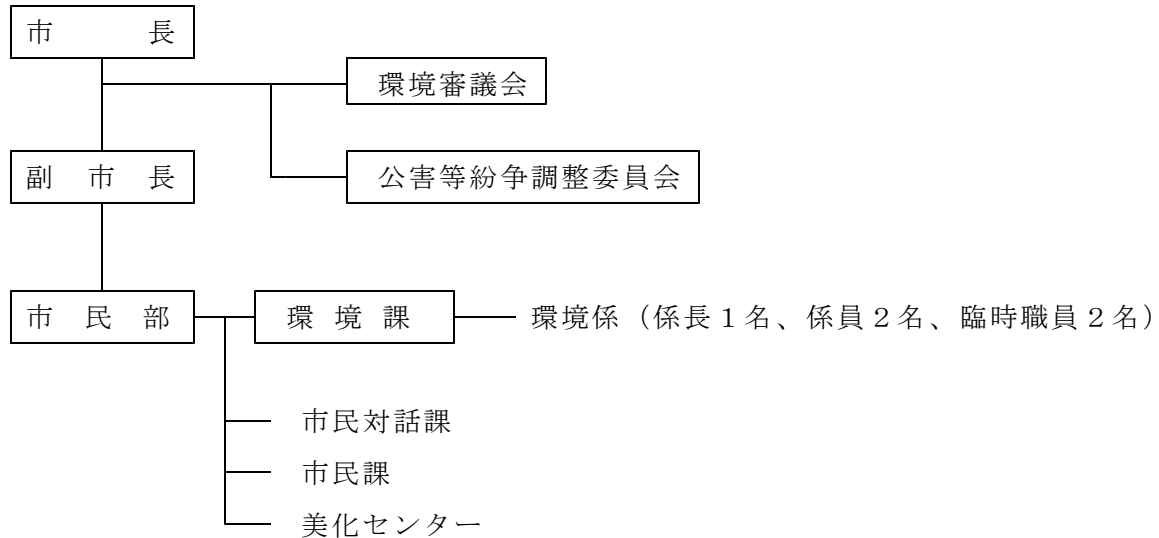 市長
環境審議会
副市長
公害等紛争調整委員会
市民部
環境課
環境係（係長１名、係員２名、臨時職員２名）
市民対話課
市民課
美化センター